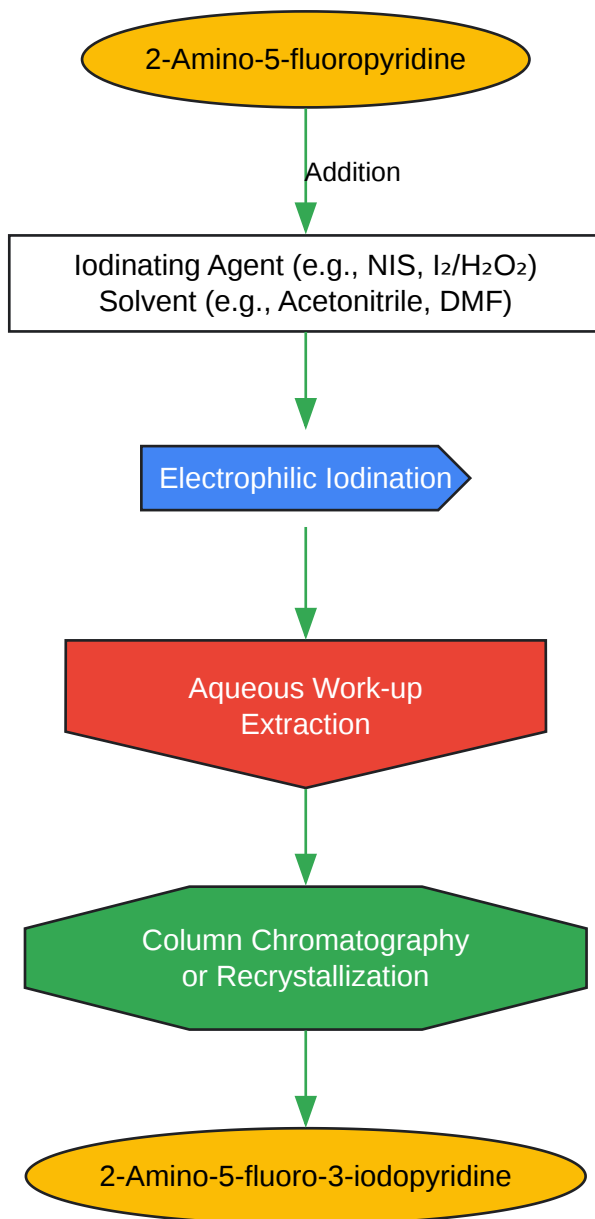 2-Amino-5-fluoropyridine
Addition
Iodinating Agent (e.g., NIS, I₂/H₂O₂)
Solvent (e.g., Acetonitrile, DMF)
Electrophilic Iodination
Aqueous Work-up
Extraction
Column Chromatography
or Recrystallization
2-Amino-5-fluoro-3-iodopyridine